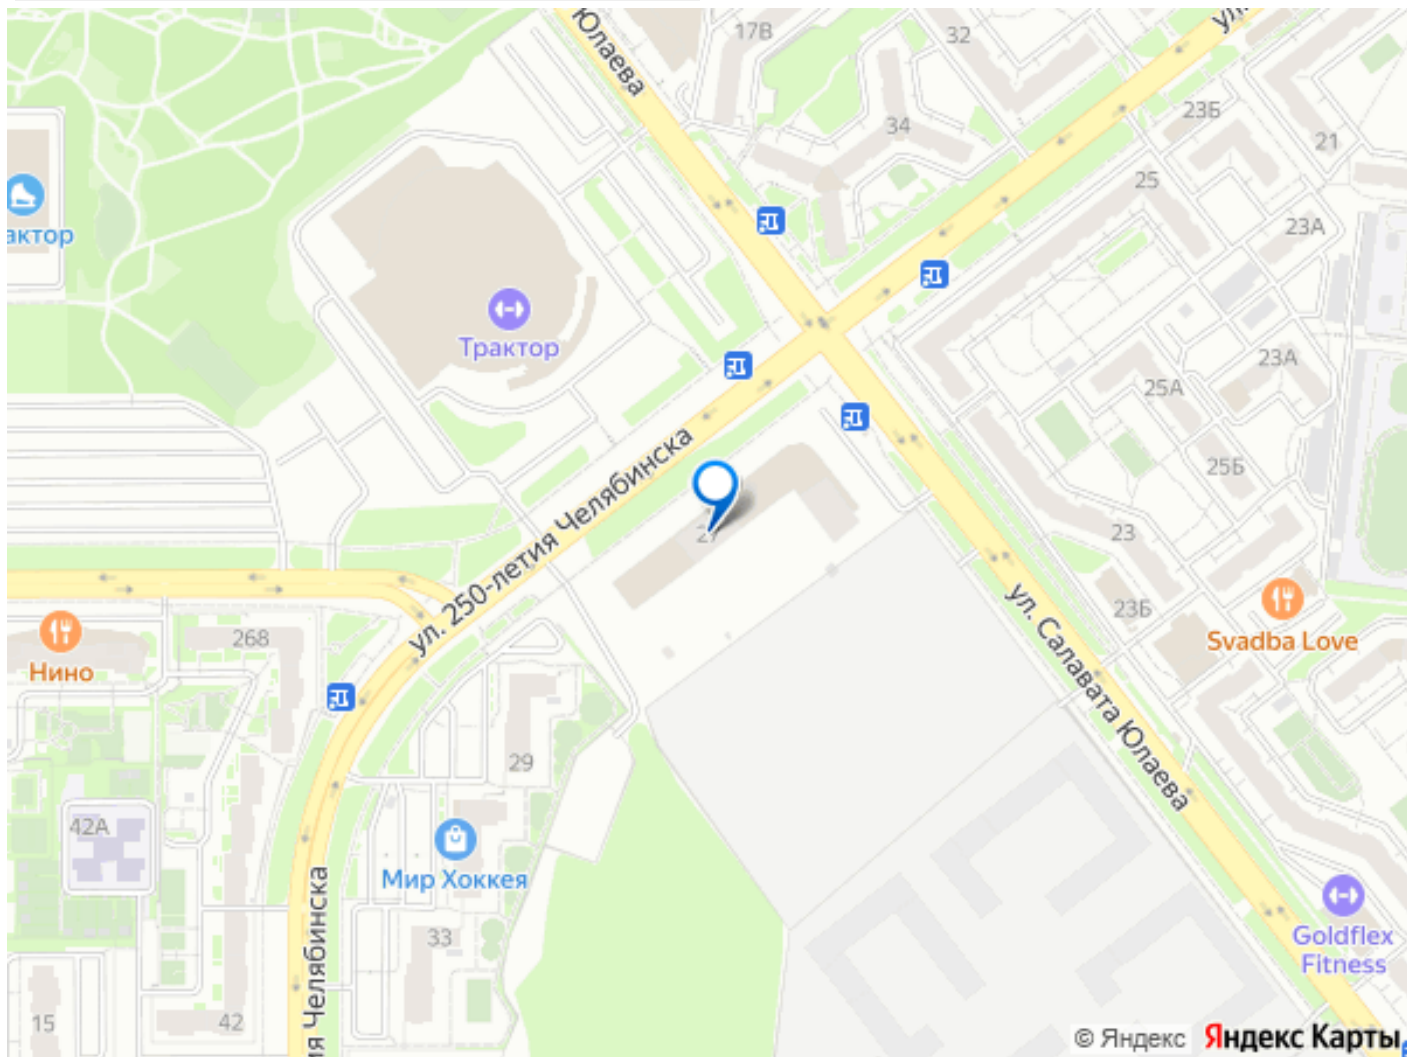 Юлаева
17В
32
ул.
34
23Б
21
25
23А
актор
Трактор
23А
25А
25Б
ул. 250-летия Челябинска
27
23
23Б
Svadba Love
ул. Салавата Юлаева
268
Нино
29
42А
Мир Хоккея
33
Челябинска
15
42
Goldflex
Fitness
© Яндекс Яндекс Карты